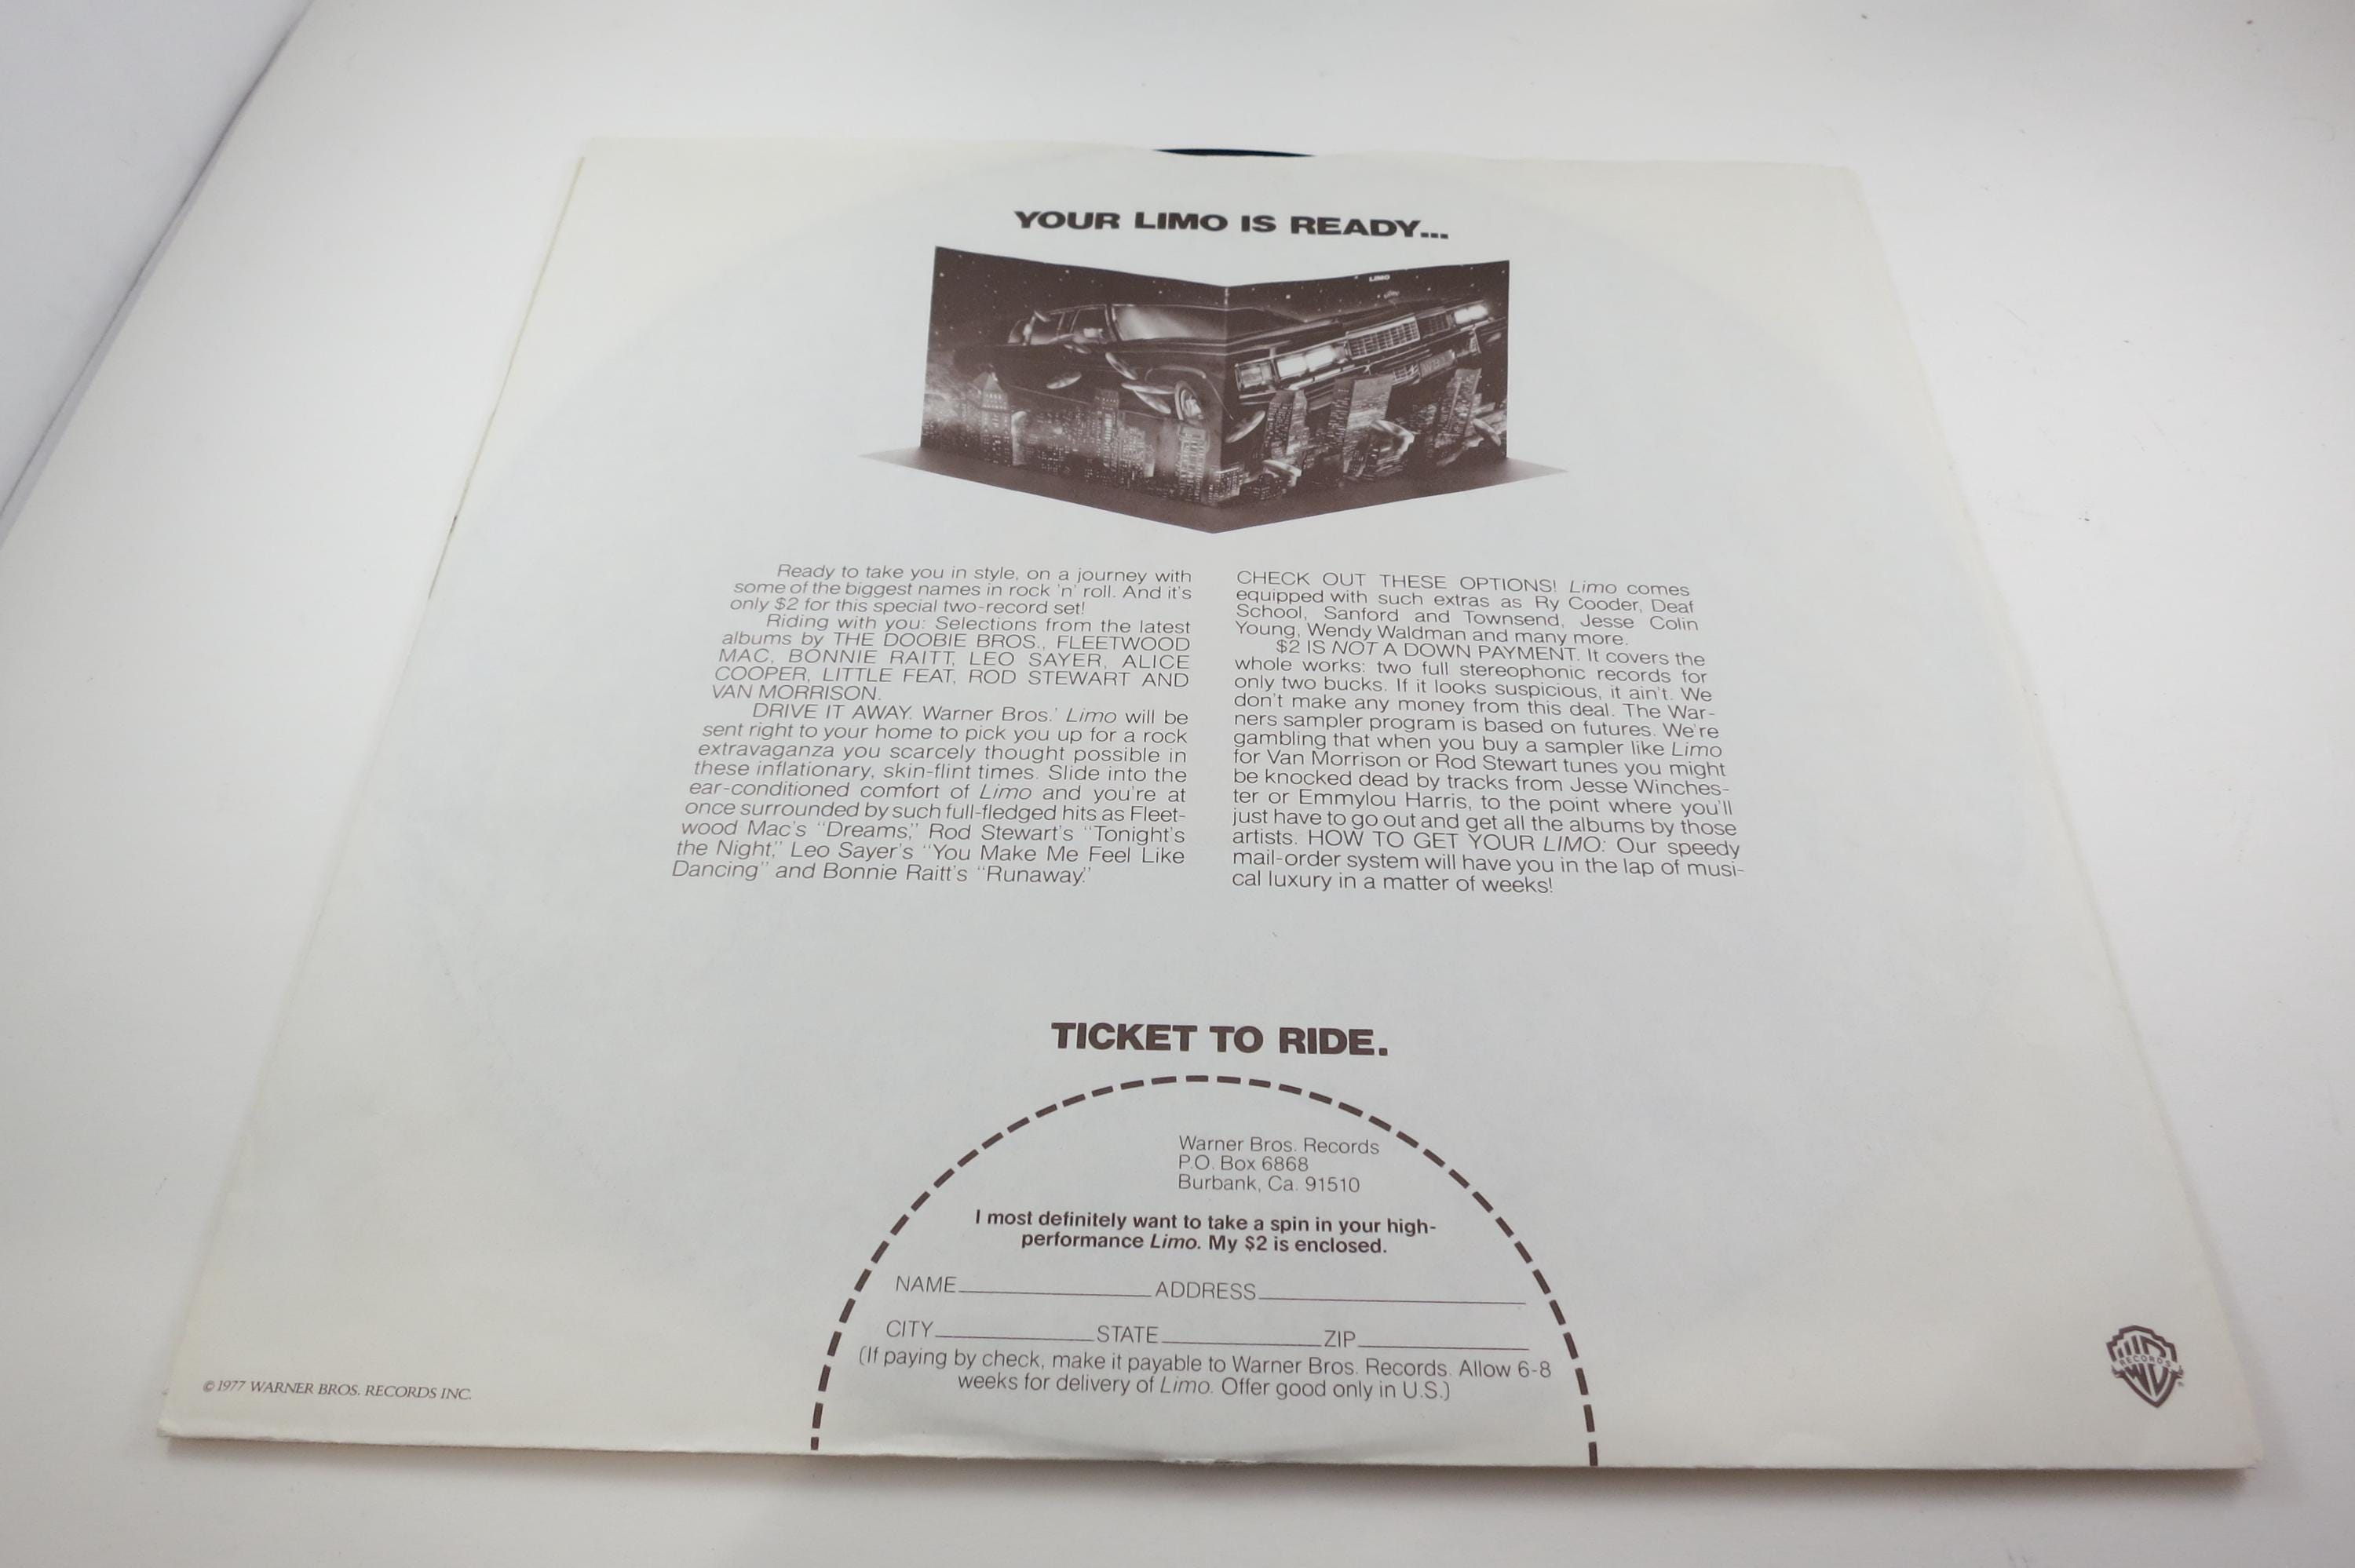 YOUR LIMO IS READY...
LIMO
Ready to take you in style, on a journey with
some of the biggest names in rock 'n' roll. And it's
only $2 for this special two-record set!
Riding with you: Selections from the latest
albums by THE DOOBIE BROS., FLEETWOOD
MAC, BONNIE RAITT, LEO SAYER, ALICE
COOPER, LITTLE FEAT, ROD STEWART AND
VAN MORRISON.
DRIVE IT AWAY. Warner Bros.' Limo will be
sent right to your home to pick you up for a rock
extravaganza you scarcely thought possible in
these inflationary, skin-flint times. Slide into the
ear-conditioned comfort of Limo and you're at
once surrounded by such full-fledged hits as Fleet-
wood Mac's "Dreams," Rod Stewart's "Tonight's
the Night," Leo Sayer's "You Make Me Feel Like
Dancing" and Bonnie Raitt's "Runaway."
CHECK OUT THESE OPTIONS! Limo comes
equipped with such extras as Ry Cooder, Deaf
School, Sanford and Townsend, Jesse Colin
Young, Wendy Waldman and many more.
$2 IS NOT A DOWN PAYMENT. It covers the
whole works: two full stereophonic records for
only two bucks. If it looks suspicious, it ain't. We
don't make any money from this deal. The War-
ners sampler program is based on futures. We're
gambling that when you buy a sampler like Limo
for Van Morrison or Rod Stewart tunes you might
be knocked dead by tracks from Jesse Winches-
ter or Emmylou Harris, to the point where you'll
just have to go out and get all the albums by those
artists. HOW TO GET YOUR LIMO: Our speedy
mail-order system will have you in the lap of musi-
cal luxury in a matter of weeks!
TICKET TO RIDE.
Warner Bros. Records
P.O. Box 6868
Burbank, Ca. 91510
I most definitely want to take a spin in your high-
performance Limo. My $2 is enclosed.
NAME ADDRESS
CITY STATE ZIP
(If paying by check, make it payable to Warner Bros. Records. Allow 6-8
weeks for delivery of Limo. Offer good only in U.S.)
© 1977 WARNER BROS. RECORDS INC.
WB
RECORDS